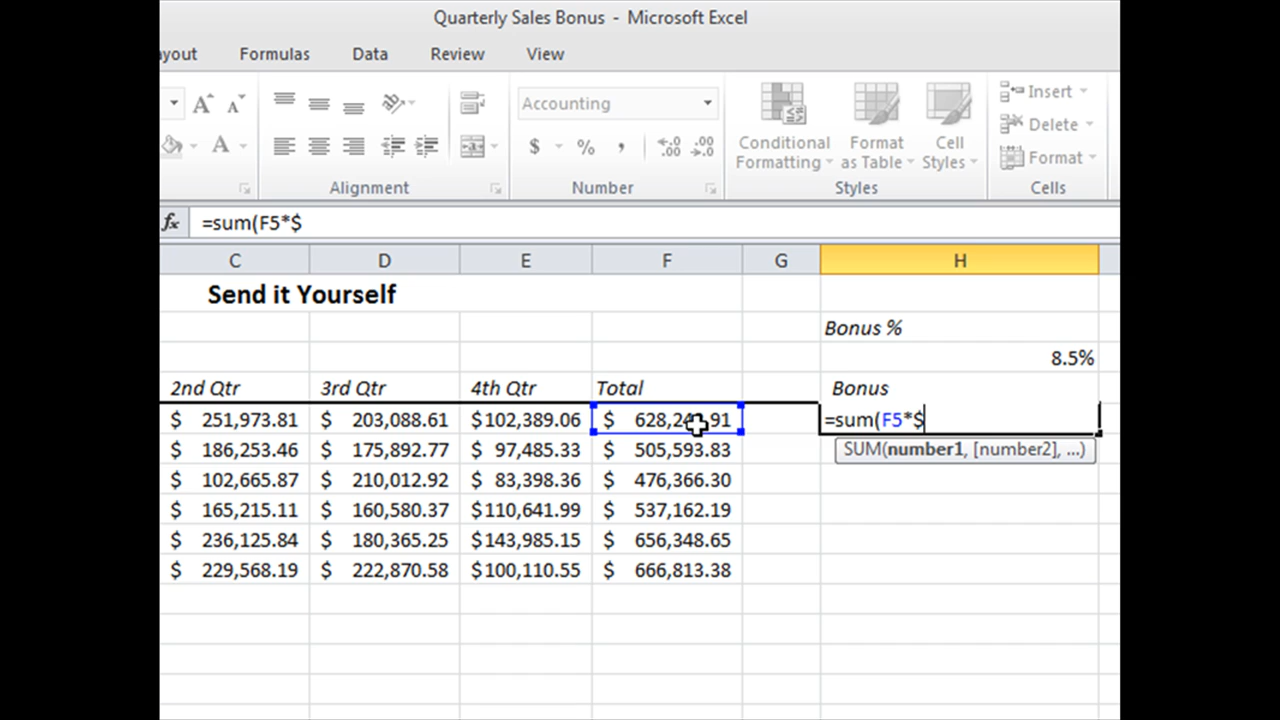 Quarterly Sales Bonus - Microsoft Excel
yout Formulas Data Review View
A A A Accounting $ % , .0 .00 .00 .0
Conditional Formatting Format as Table Cell Styles
Insert
Delete
Format
Alignment Number Styles Cells
fx =sum(F5*$
C D E F G H
Send it Yourself
Bonus %
8.5%
2nd Qtr 3rd Qtr 4th Qtr Total Bonus
$ 251,973.81 $ 203,088.61 $102,389.06 $ =sum(F5*$
$ 186,253.46 $ 175,892.77 $ 97,485.33 $ 505,593.83 SUM(number1, [number2], ...)
$ 102,665.87 $ 210,012.92 $ 83,398.36 $ 476,366.30
$ 165,215.11 $ 160,580.37 $110,641.99 $ 537,162.19
$ 236,125.84 $ 180,365.25 $143,985.15 $ 656,348.65
$ 229,568.19 $ 222,870.58 $100,110.55 $ 666,813.38